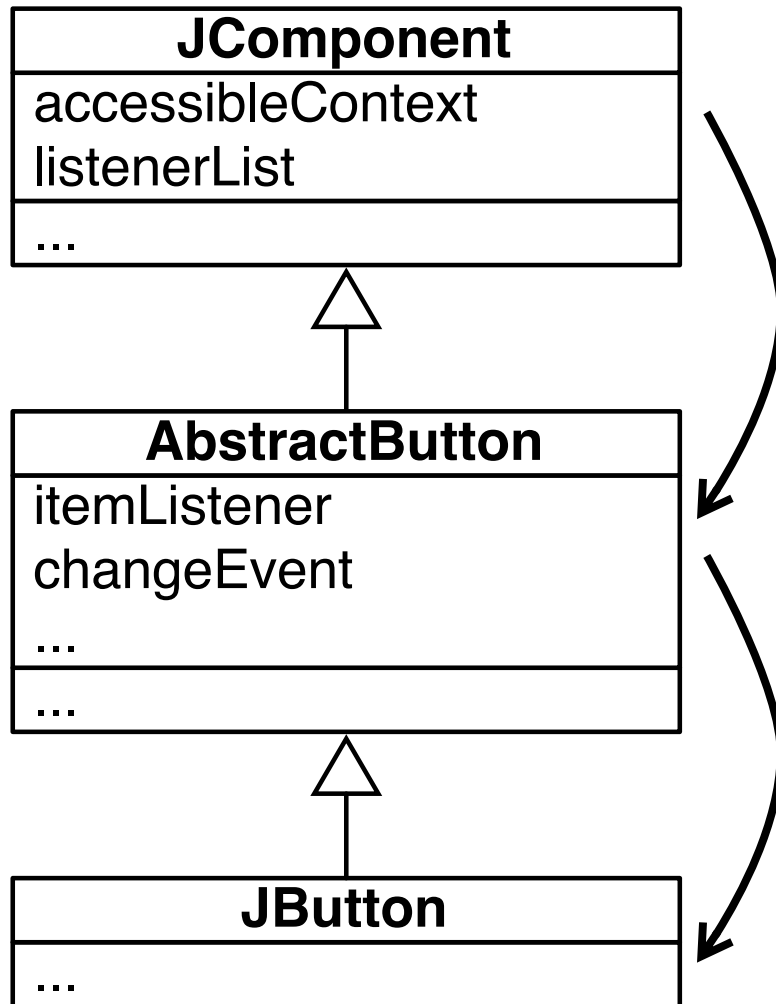 JComponent
accessibleContext
listenerList
...
AbstractButton
itemListener
changeEvent
...
...
JButton
...